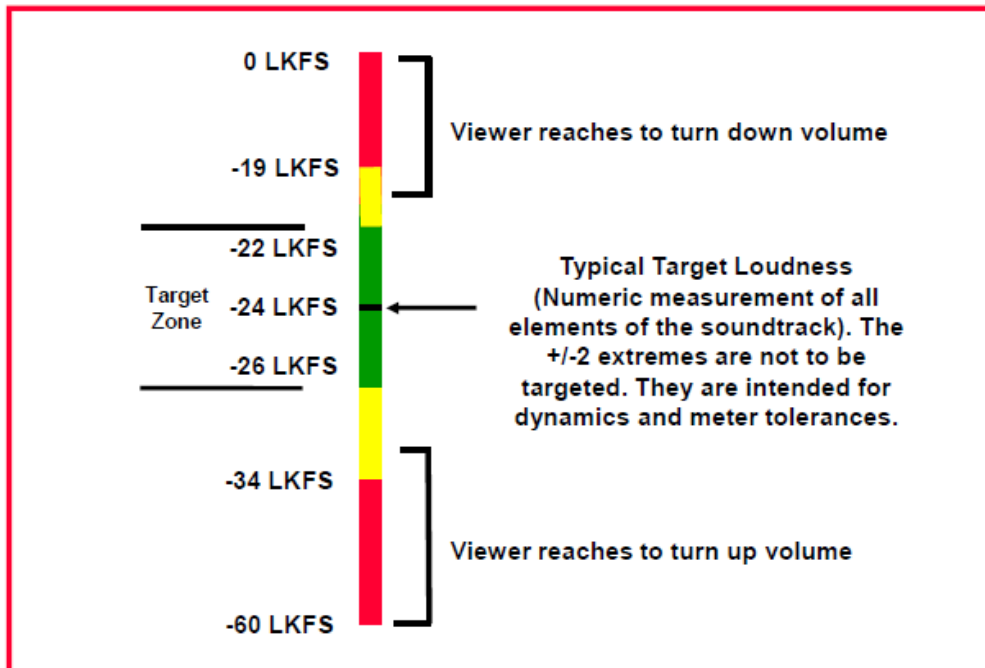 0 LKFS
Viewer reaches to turn down volume
-19 LKFS
-22 LKFS
Target
Zone
-24 LKFS
-26 LKFS
Typical Target Loudness
(Numeric measurement of all
elements of the soundtrack). The
+/-2 extremes are not to be
targeted. They are intended for
dynamics and meter tolerances.
-34 LKFS
Viewer reaches to turn up volume
-60 LKFS